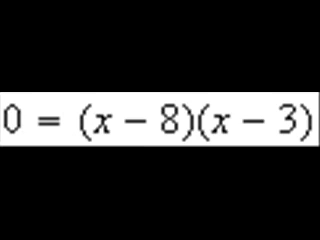 0 = (x − 8)(x − 3)